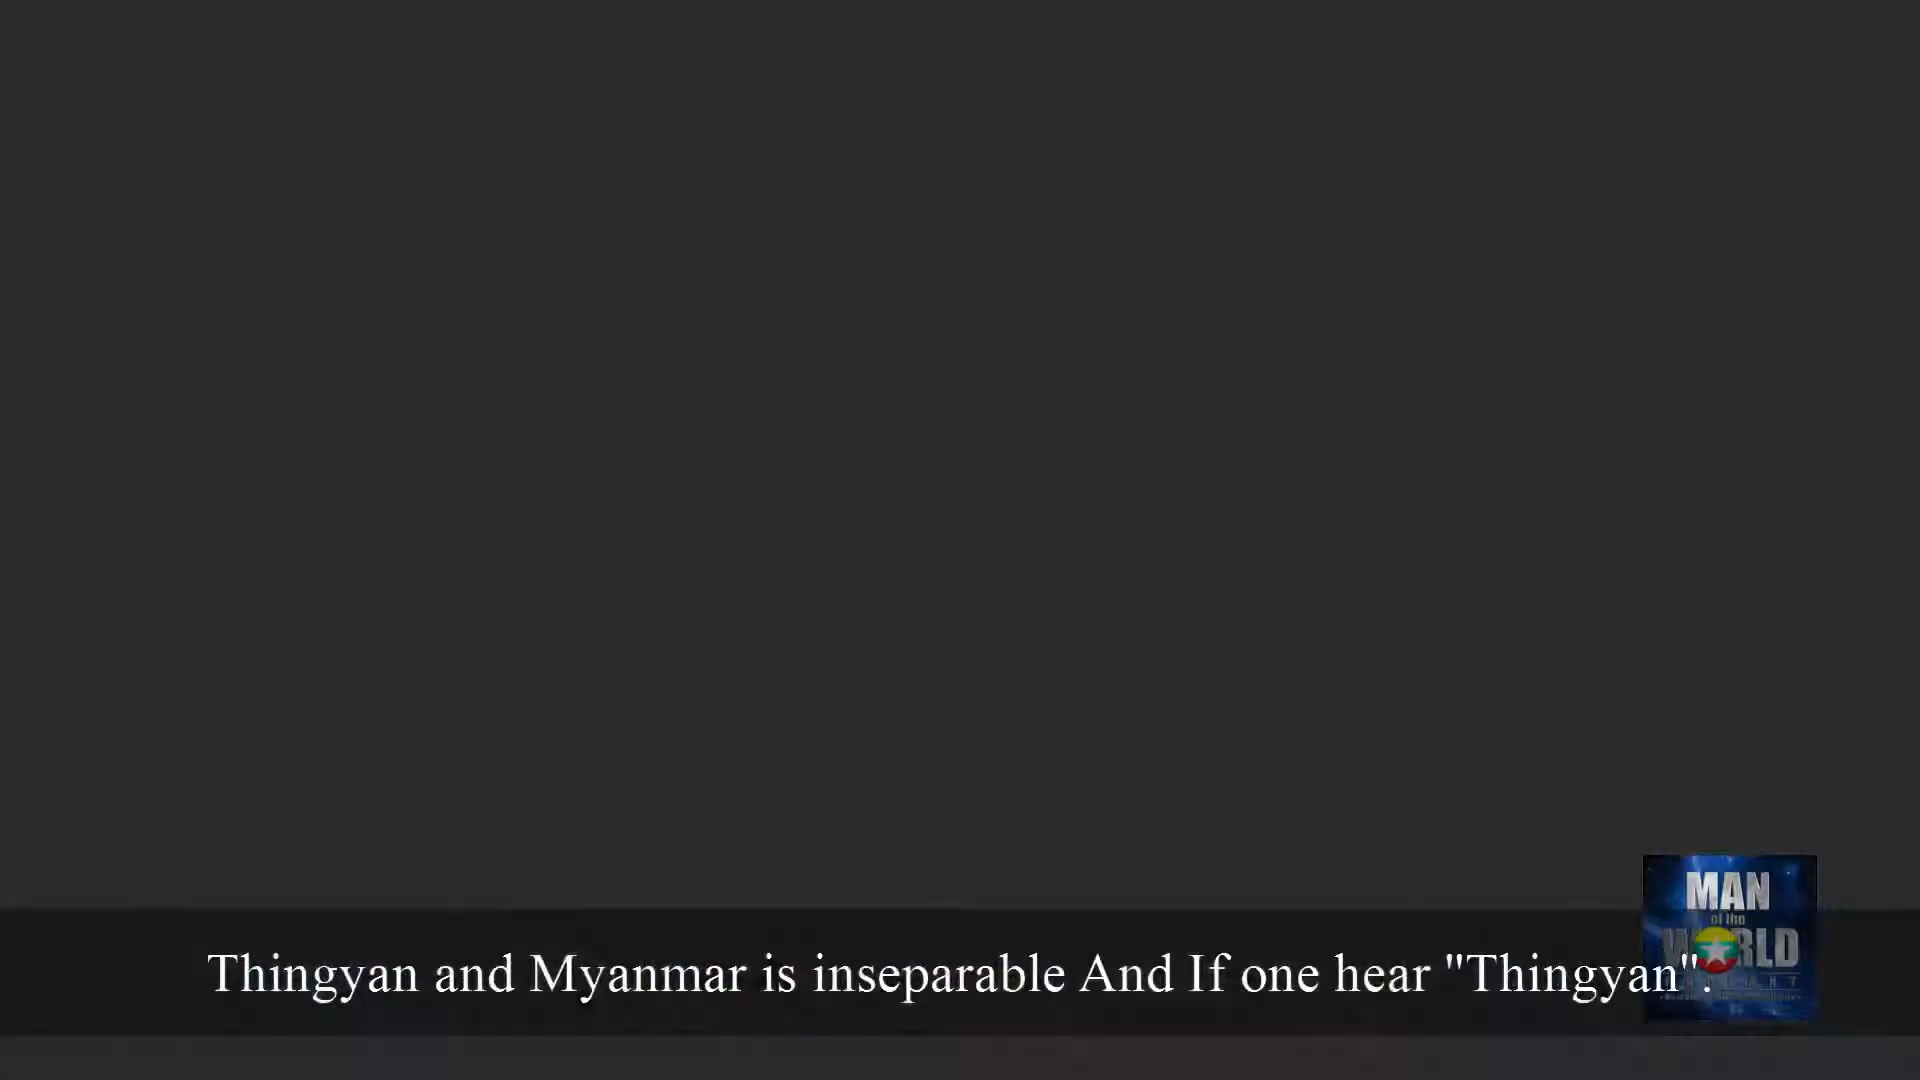 MAN
of the
WORLD
Thingyan and Myanmar is inseparable And If one hear "Thingyan".